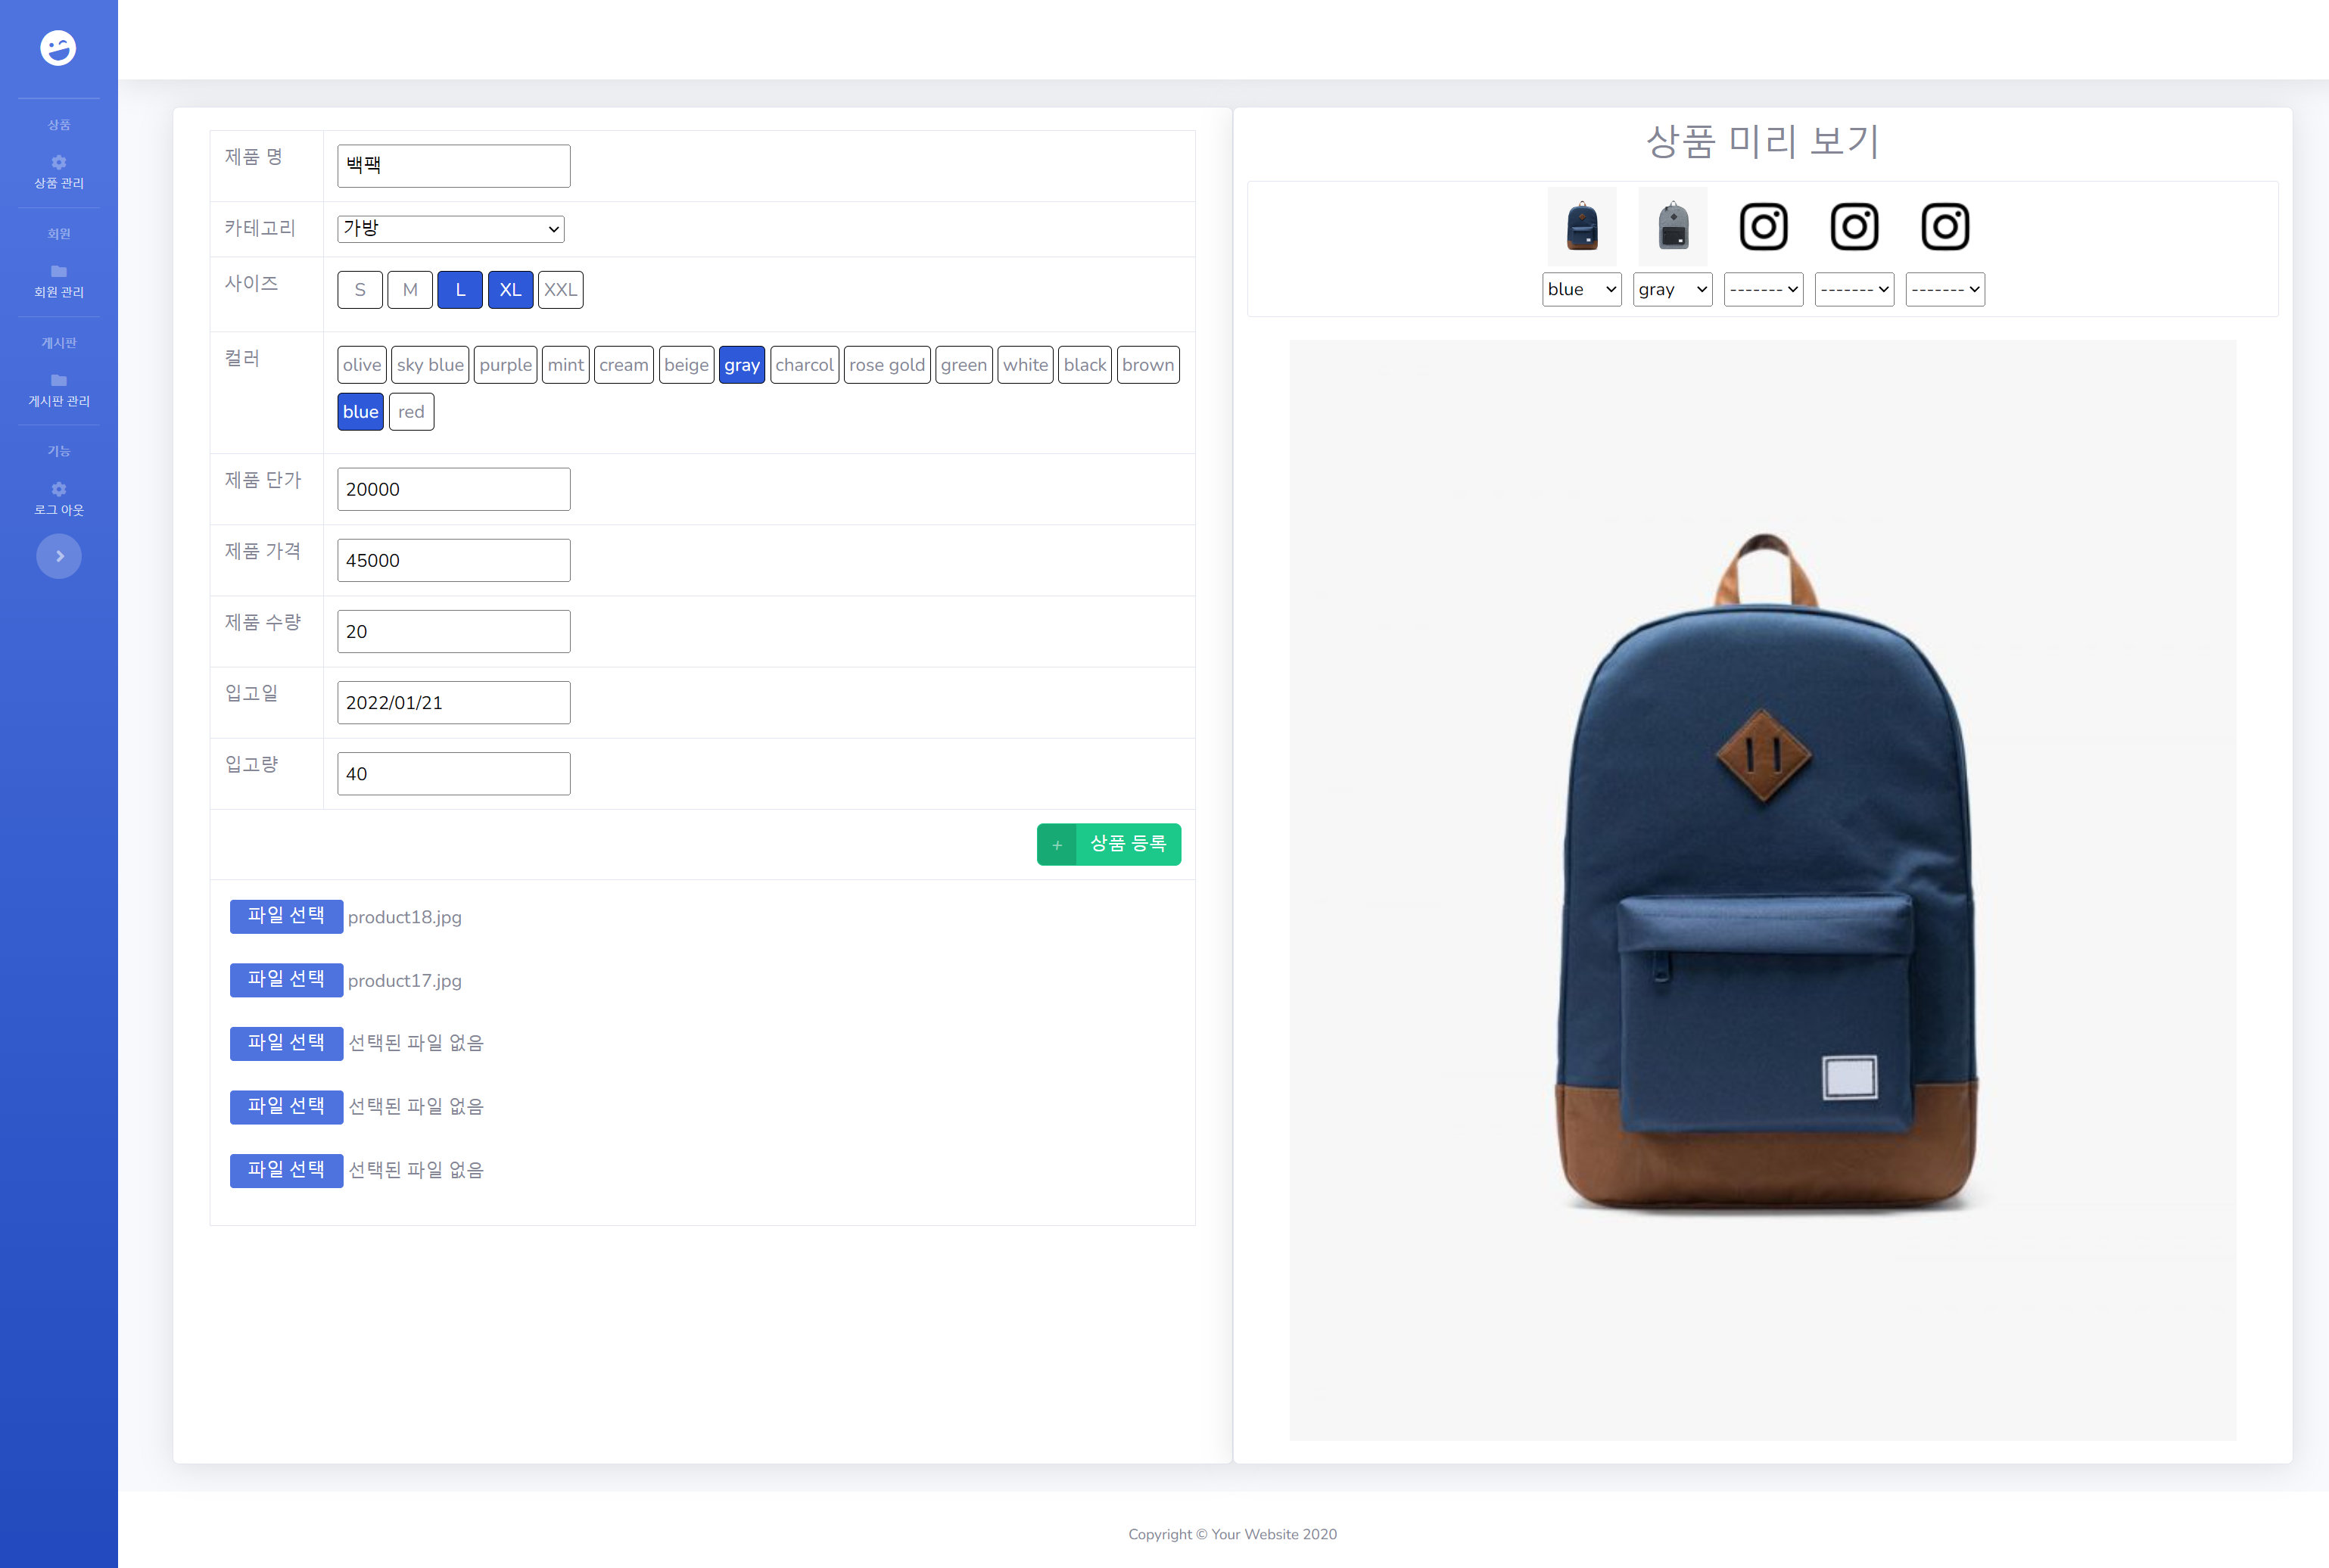 상품
상품 관리
회원
회원 관리
게시판
게시판 관리
기능
로그 아웃
제품 명
백팩
카테고리
가방
사이즈
S M L XL XXL
컬러
olive sky blue purple mint cream beige gray charcol rose gold green white black brown
blue red
제품 단가
20000
제품 가격
45000
제품 수량
20
입고일
2022/01/21
입고량
40
+ 상품 등록
파일 선택 product18.jpg
파일 선택 product17.jpg
파일 선택 선택된 파일 없음
파일 선택 선택된 파일 없음
파일 선택 선택된 파일 없음
상품 미리 보기
blue gray ------- ------- -------
Copyright © Your Website 2020